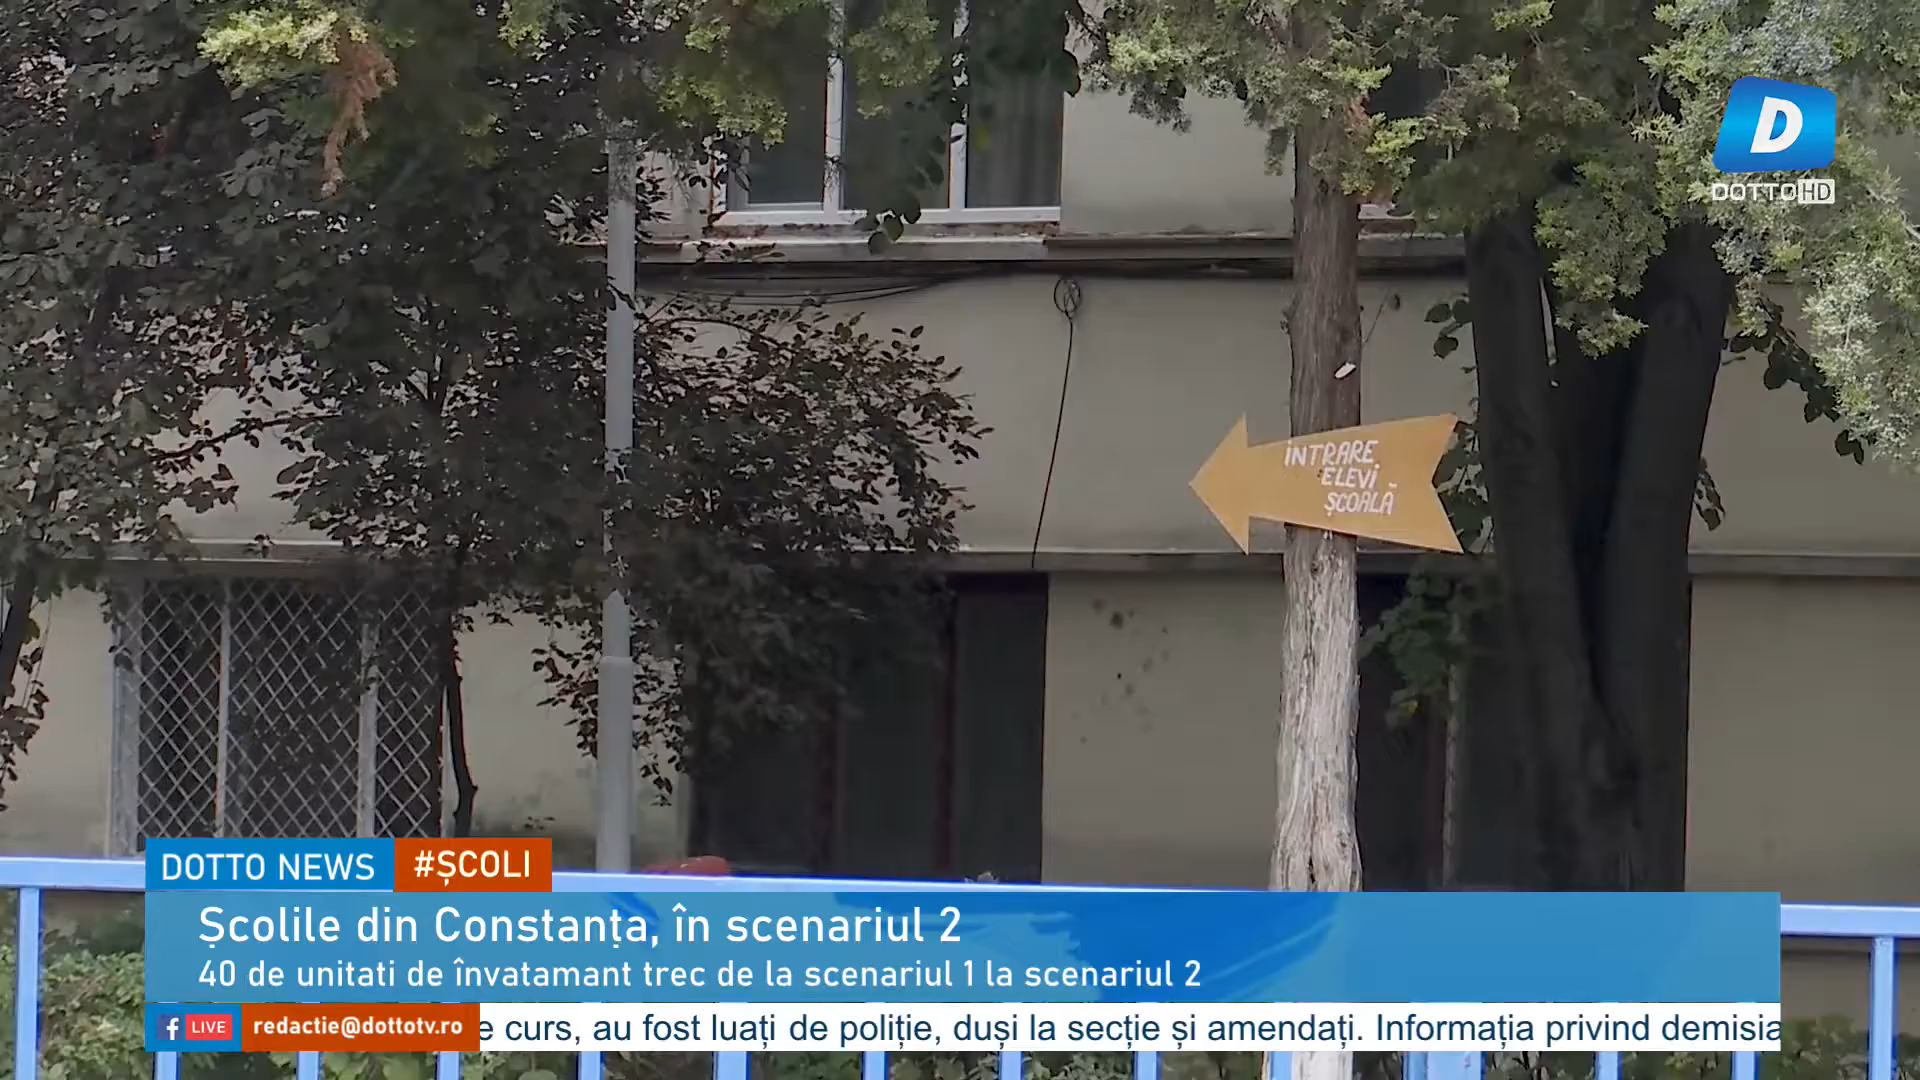 D
DOTTO HD
ÎNTRARE
ELEVI
ȘCOALĂ
DOTTO NEWS
#ȘCOLI
Școlile din Constanța, în scenariul 2
40 de unitati de învatamant trec de la scenariul 1 la scenariul 2
f LIVE
redactie@dottotv.ro
e curs, au fost luați de poliție, duși la secție și amendați. Informația privind demisia